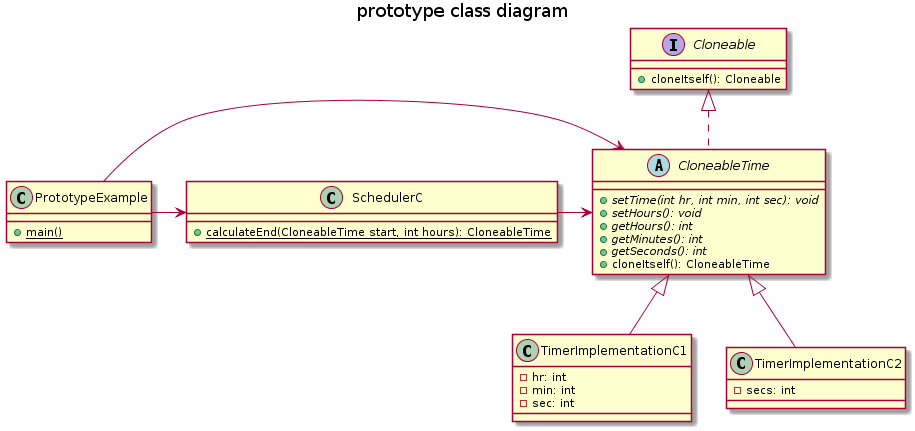 prototype class diagram
I Cloneable
cloneItself(): Cloneable
A CloneableTime
setTime(int hr, int min, int sec): void
setHours(): void
getHours(): int
getMinutes(): int
getSeconds(): int
cloneItself(): CloneableTime
C PrototypeExample
main()
C SchedulerC
calculateEnd(CloneableTime start, int hours): CloneableTime
C TimerImplementationC1
hr: int
min: int
sec: int
C TimerImplementationC2
secs: int